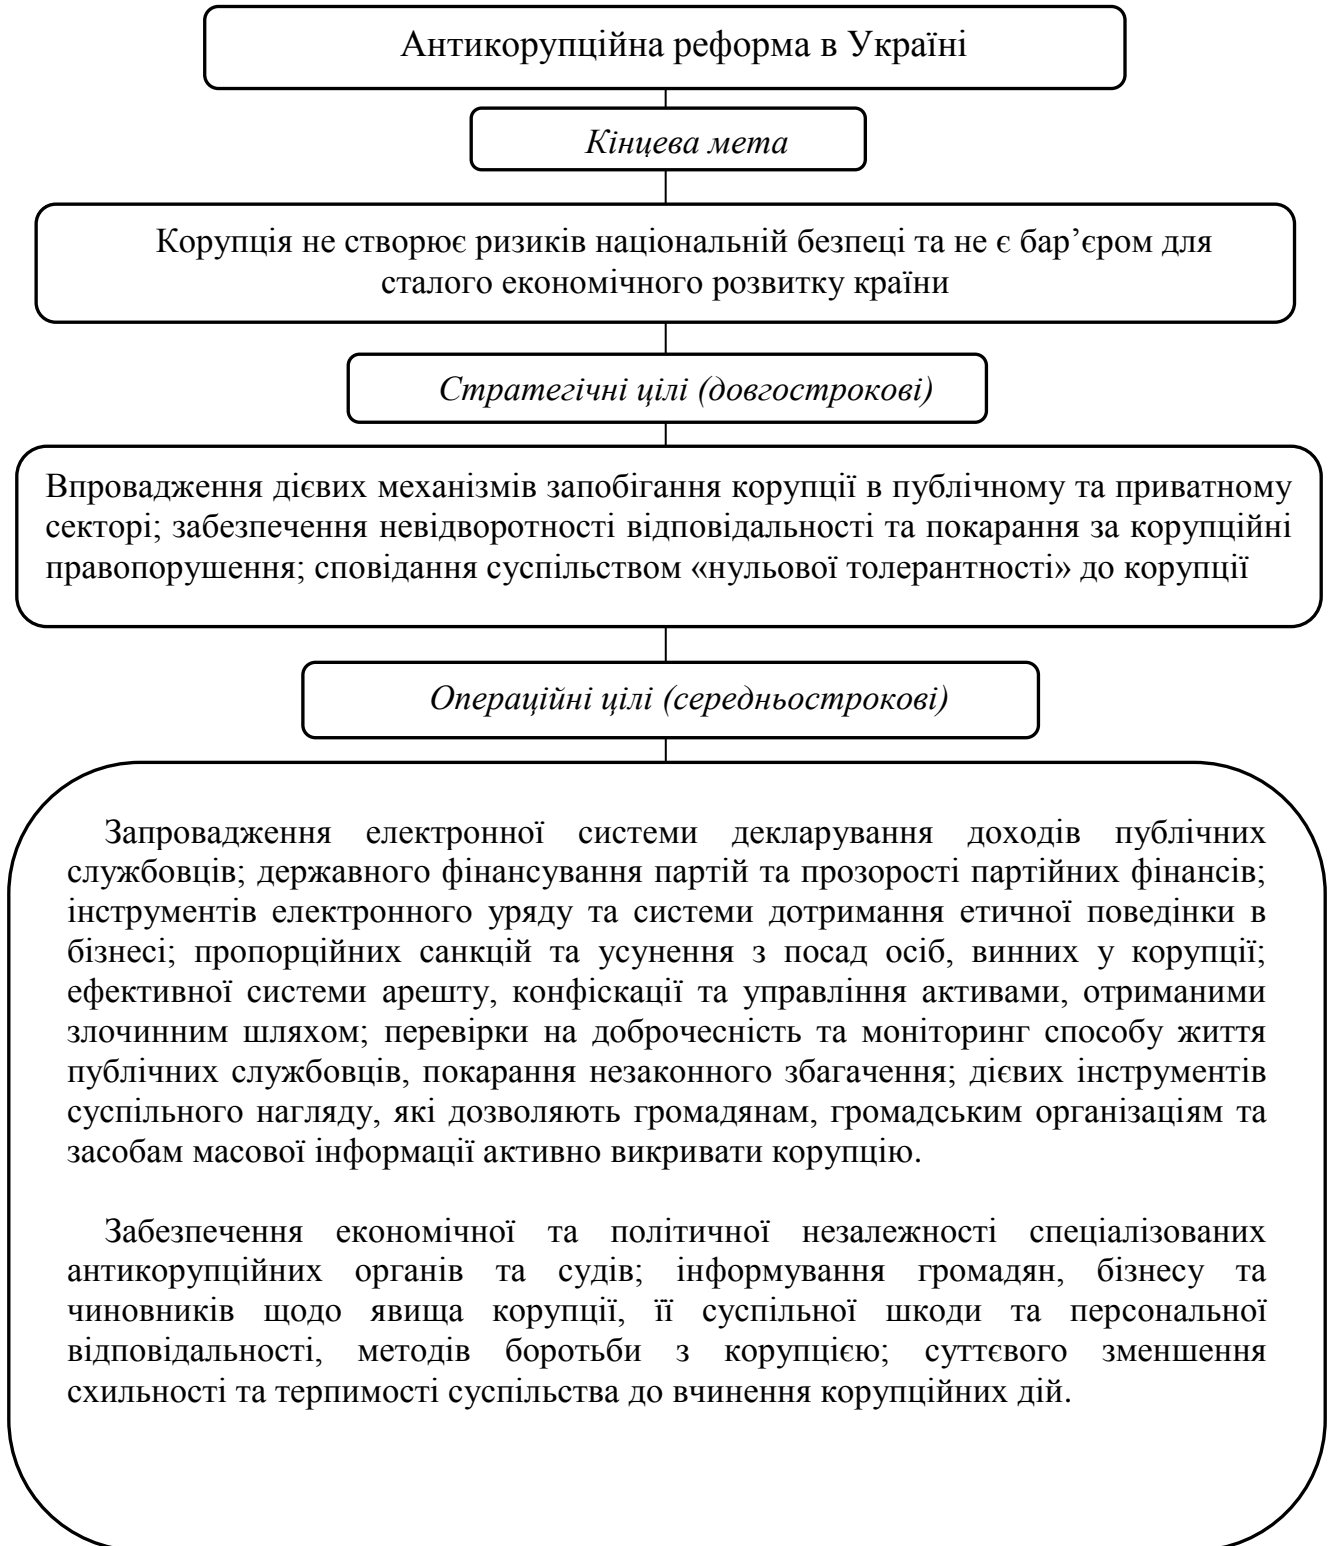 Антикорупційна реформа в Україні
Кінцева мета
Корупція не створює ризиків національній безпеці та не є бар’єром для
сталого економічного розвитку країни
Стратегічні цілі (довгострокові)
Впровадження дієвих механізмів запобігання корупції в публічному та приватному
секторі; забезпечення невідворотності відповідальності та покарання за корупційні
правопорушення; сповідання суспільством «нульової толерантності» до корупції
Операційні цілі (середньострокові)
Запровадження електронної системи декларування доходів публічних
службовців; державного фінансування партій та прозорості партійних фінансів;
інструментів електронного уряду та системи дотримання етичної поведінки в
бізнесі; пропорційних санкцій та усунення з посад осіб, винних у корупції;
ефективної системи арешту, конфіскації та управління активами, отриманими
злочинним шляхом; перевірки на доброчесність та моніторинг способу життя
публічних службовців, покарання незаконного збагачення; дієвих інструментів
суспільного нагляду, які дозволяють громадянам, громадським організаціям та
засобам масової інформації активно викривати корупцію.
Забезпечення економічної та політичної незалежності спеціалізованих
антикорупційних органів та судів; інформування громадян, бізнесу та
чиновників щодо явища корупції, її суспільної шкоди та персональної
відповідальності, методів боротьби з корупцією; суттєвого зменшення
схильності та терпимості суспільства до вчинення корупційних дій.